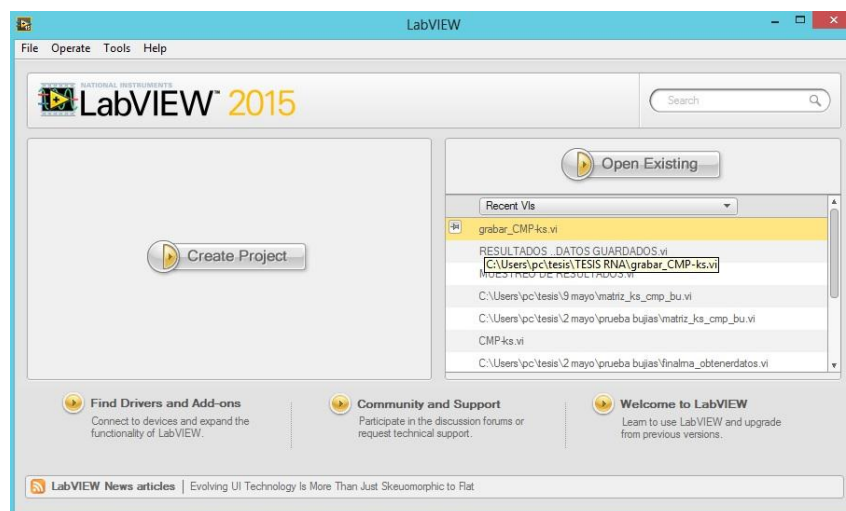 LabVIEW
File Operate Tools Help
NATIONAL INSTRUMENTS
LabVIEW™ 2015
Search
Create Project
Open Existing
Recent VIs
grabar_CMP-ks.vi
RESULTADOS ..DATOS GUARDADOS.vi
C:\Users\pc\tesis\TESIS RNA\grabar_CMP-ks.vi
MUESTREO DE RESULTADOS.vi
C:\Users\pc\tesis\9 mayo\matriz_ks_cmp_bu.vi
C:\Users\pc\tesis\2 mayo\prueba bujias\matriz_ks_cmp_bu.vi
CMP-ks.vi
C:\Users\pc\tesis\2 mayo\prueba bujias\finalma_obtenerdatos.vi
Find Drivers and Add-ons
Connect to devices and expand the
functionality of LabVIEW.
Community and Support
Participate in the discussion forums or
request technical support.
Welcome to LabVIEW
Learn to use LabVIEW and upgrade
from previous versions.
LabVIEW News articles | Evolving UI Technology Is More Than Just Skeuomorphic to Flat